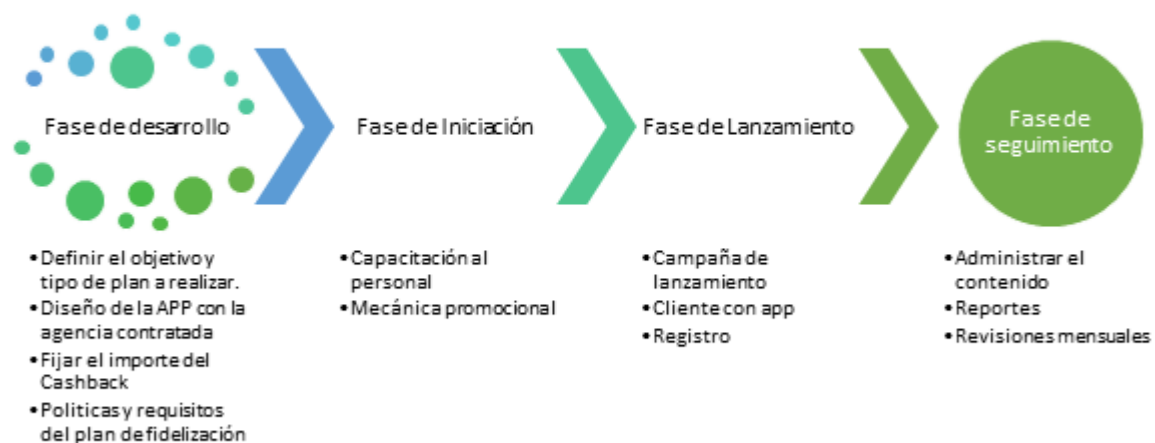 Fase de desarrollo
Fase de Iniciación
Fase de Lanzamiento
Fase de
seguimiento
•Definir el objetivo y
tipo de plan a realizar.
•Diseño de la APP con la
agencia contratada
•Fijar el importe del
Cashback
•Politicas y requisitos
del plan de fidelización
•Capacitación al
personal
•Mecánica promocional
•Campaña de
lanzamiento
•Cliente con app
•Registro
•Administrar el
contenido
•Reportes
•Revisiones mensuales